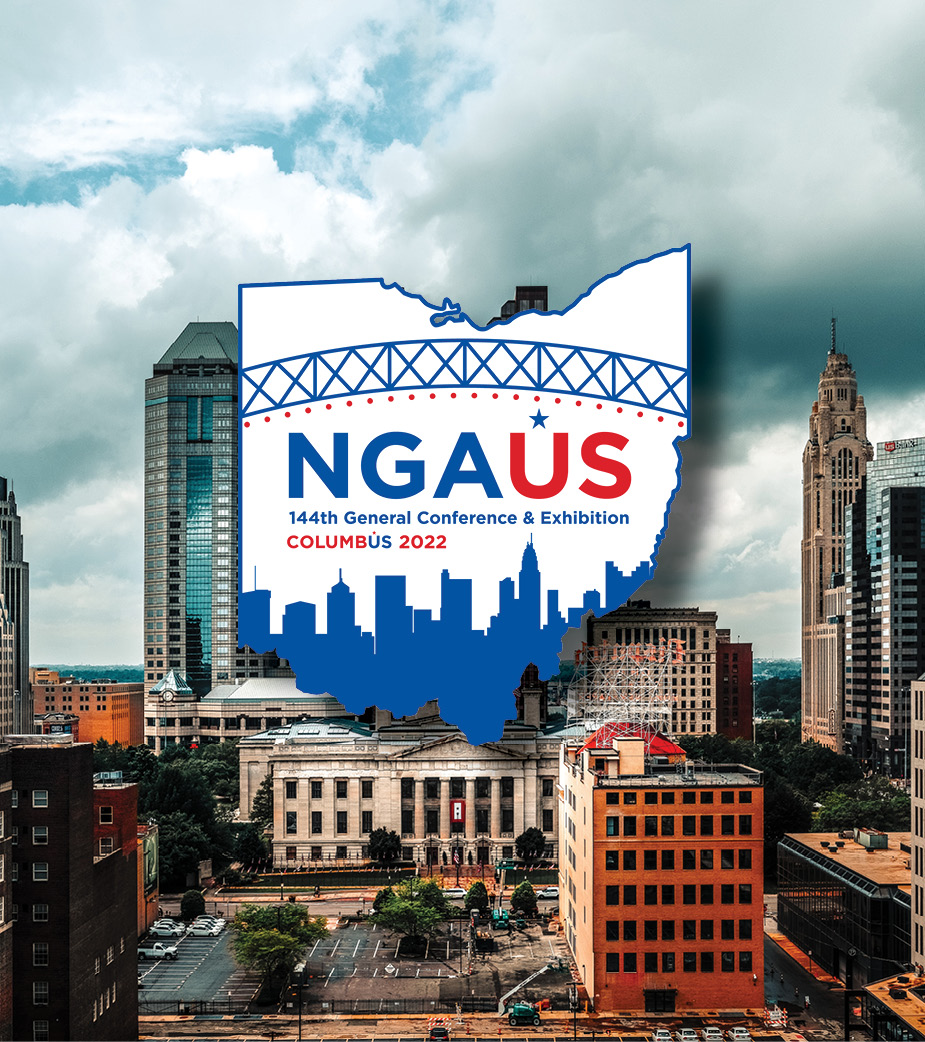 NGAUS
144th General Conference & Exhibition
COLUMBUS 2022